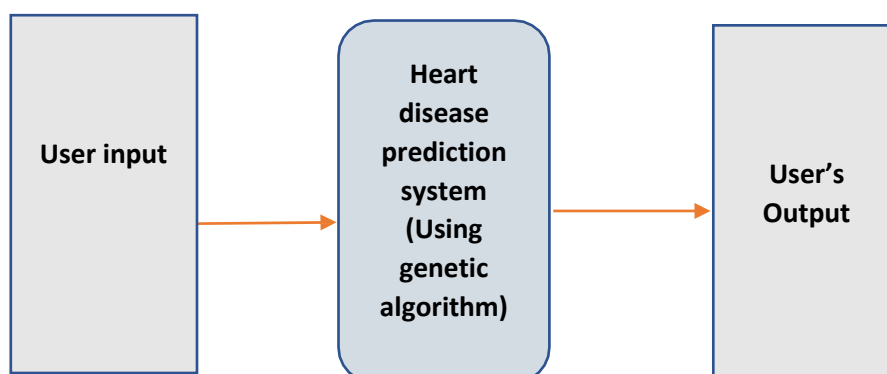 User input
Heart
disease
prediction
system
(Using
genetic
algorithm)
User’s
Output